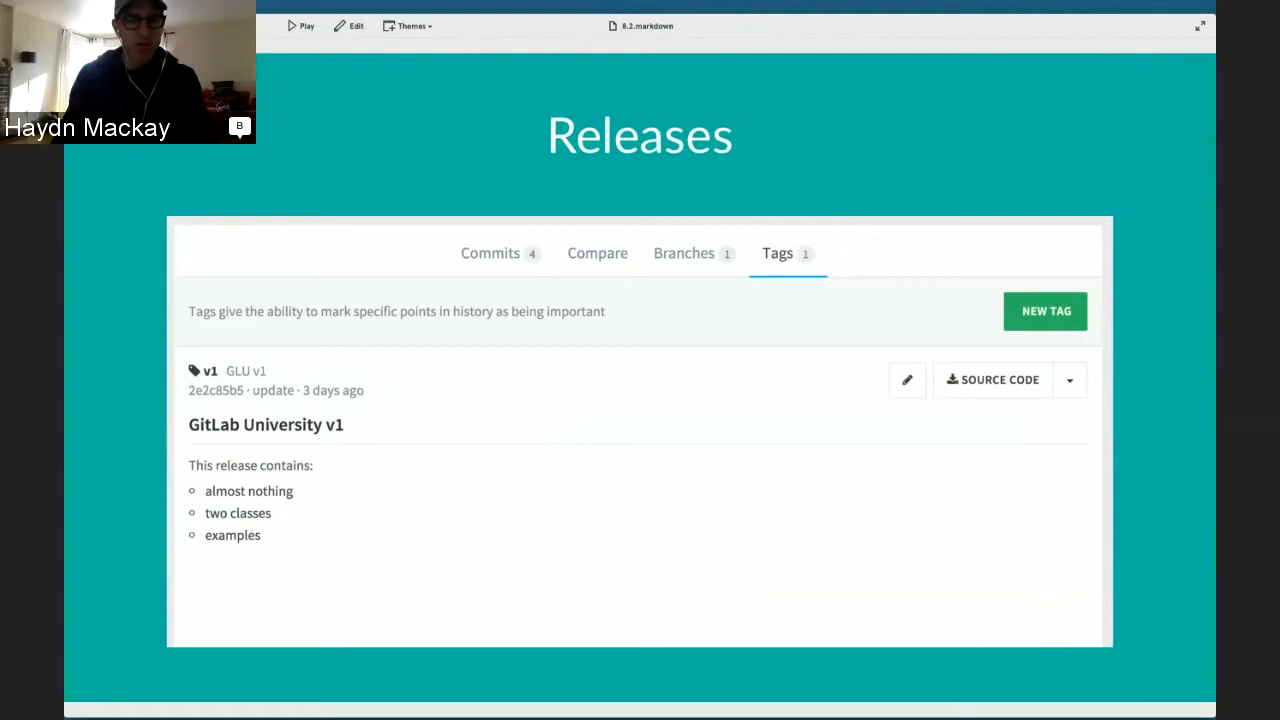 Play
Edit
Themes
8.2.markdown
Haydn Mackay
B
Releases
Commits 4
Compare
Branches 1
Tags 1
Tags give the ability to mark specific points in history as being important
NEW TAG
v1 GLU v1
2e2c85b5 · update · 3 days ago
SOURCE CODE
GitLab University v1
This release contains:
almost nothing
two classes
examples